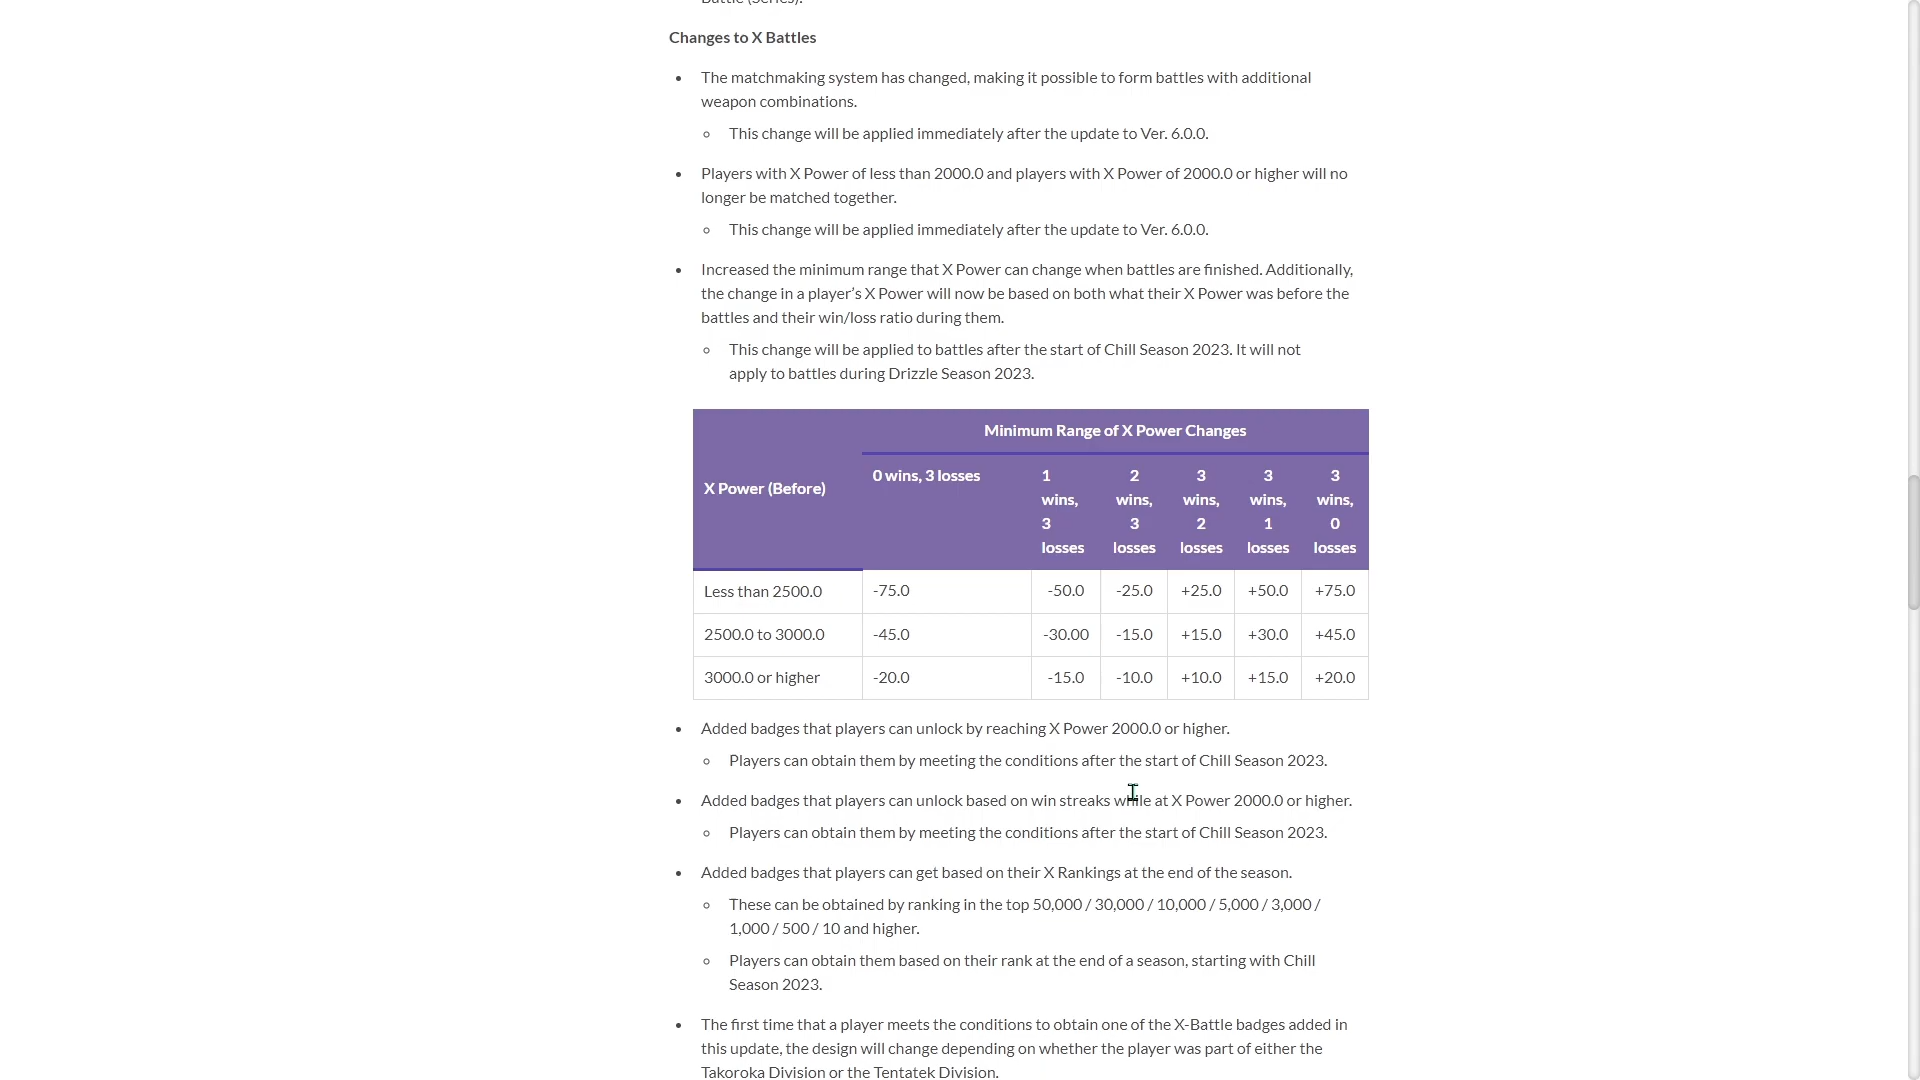 Battle (Series).
Changes to X Battles
• The matchmaking system has changed, making it possible to form battles with additional
weapon combinations.
○ This change will be applied immediately after the update to Ver. 6.0.0.
• Players with X Power of less than 2000.0 and players with X Power of 2000.0 or higher will no
longer be matched together.
○ This change will be applied immediately after the update to Ver. 6.0.0.
• Increased the minimum range that X Power can change when battles are finished. Additionally,
the change in a player’s X Power will now be based on both what their X Power was before the
battles and their win/loss ratio during them.
○ This change will be applied to battles after the start of Chill Season 2023. It will not
apply to battles during Drizzle Season 2023.
Minimum Range of X Power Changes
X Power (Before)
0 wins, 3 losses
1
wins,
3
losses
2
wins,
3
losses
3
wins,
2
losses
3
wins,
1
losses
3
wins,
0
losses
Less than 2500.0 -75.0 -50.0 -25.0 +25.0 +50.0 +75.0
2500.0 to 3000.0 -45.0 -30.00 -15.0 +15.0 +30.0 +45.0
3000.0 or higher -20.0 -15.0 -10.0 +10.0 +15.0 +20.0
• Added badges that players can unlock by reaching X Power 2000.0 or higher.
○ Players can obtain them by meeting the conditions after the start of Chill Season 2023.
• Added badges that players can unlock based on win streaks while at X Power 2000.0 or higher.
○ Players can obtain them by meeting the conditions after the start of Chill Season 2023.
• Added badges that players can get based on their X Rankings at the end of the season.
○ These can be obtained by ranking in the top 50,000 / 30,000 / 10,000 / 5,000 / 3,000 /
1,000 / 500 / 10 and higher.
○ Players can obtain them based on their rank at the end of a season, starting with Chill
Season 2023.
• The first time that a player meets the conditions to obtain one of the X-Battle badges added in
this update, the design will change depending on whether the player was part of either the
Takoroka Division or the Tentatek Division.